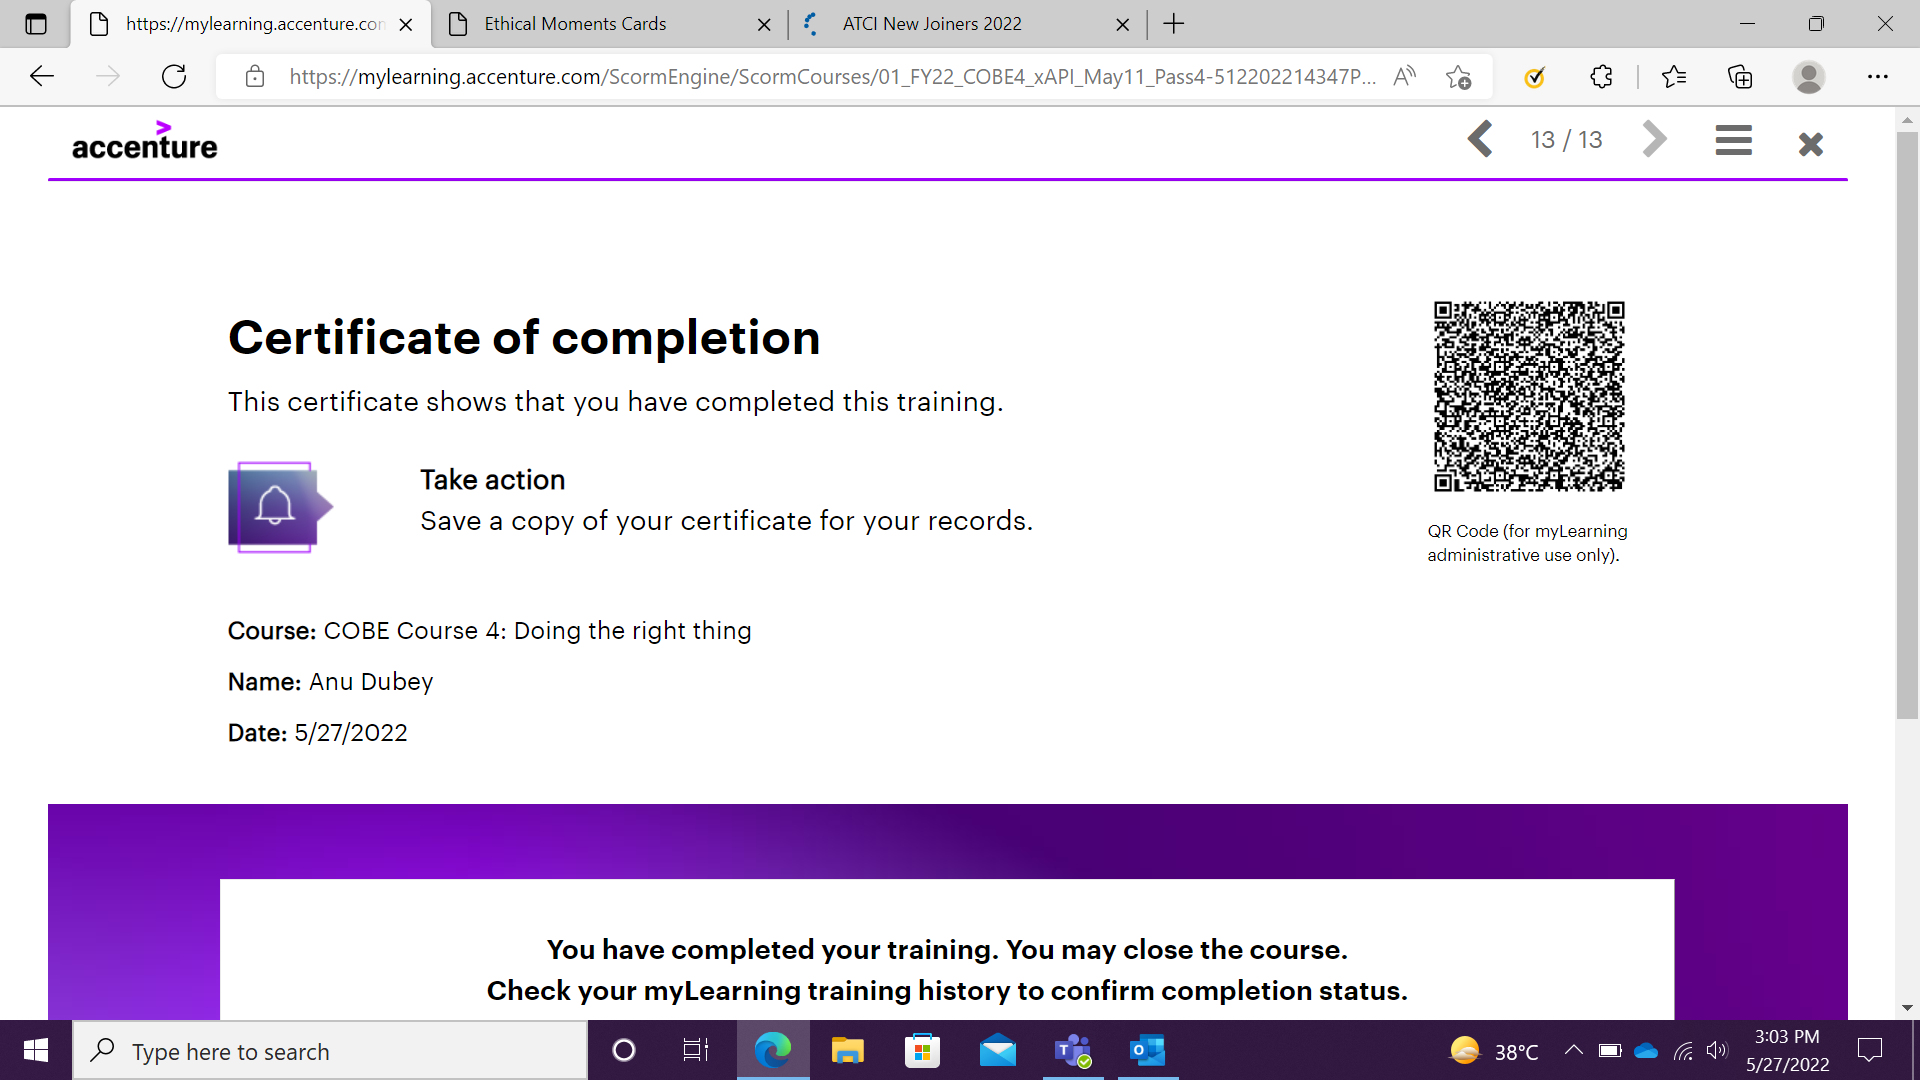 https://mylearning.accenture.con
Ethical Moments Cards
ATCI New Joiners 2022
https://mylearning.accenture.com/ScormEngine/ScormCourses/01_FY22_COBE4_xAPI_May11_Pass4-512202214347P...
accenture
13 / 13
Certificate of completion
This certificate shows that you have completed this training.
Take action
Save a copy of your certificate for your records.
QR Code (for myLearning
administrative use only).
Course: COBE Course 4: Doing the right thing
Name: Anu Dubey
Date: 5/27/2022
You have completed your training. You may close the course.
Check your myLearning training history to confirm completion status.
Type here to search
38°C
3:03 PM
5/27/2022